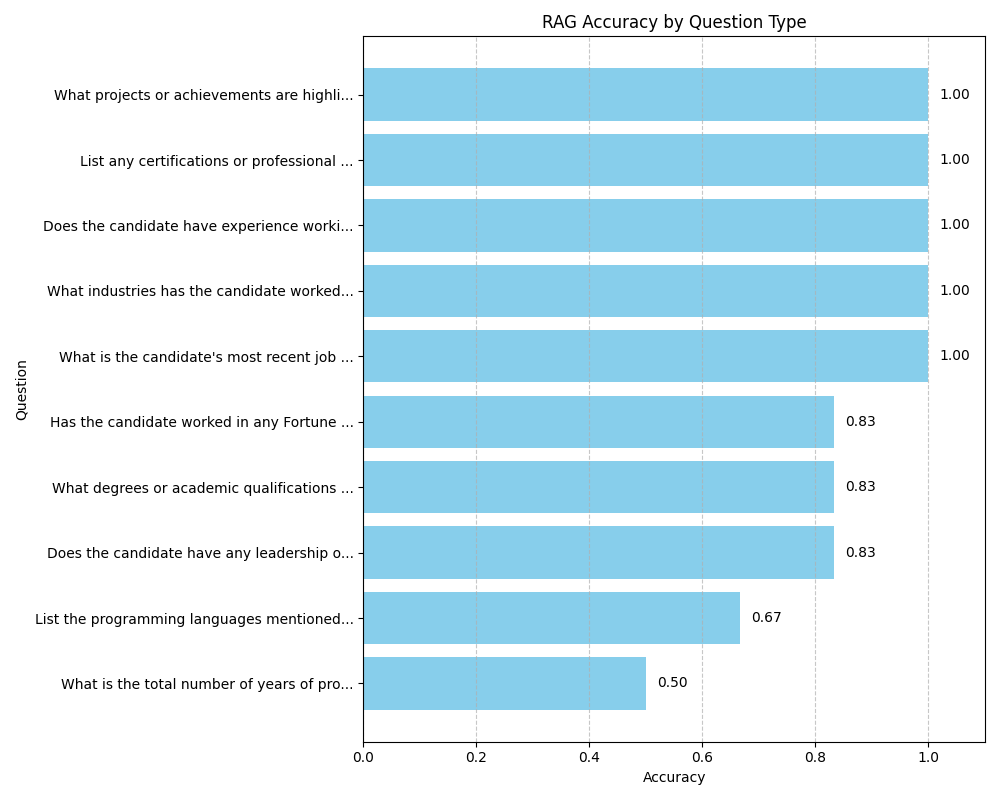 RAG Accuracy by Question Type
What projects or achievements are highli...
1.00
List any certifications or professional ...
1.00
Does the candidate have experience worki...
1.00
What industries has the candidate worked...
1.00
What is the candidate's most recent job ...
1.00
Has the candidate worked in any Fortune ...
0.83
What degrees or academic qualifications ...
0.83
Does the candidate have any leadership o...
0.83
List the programming languages mentioned...
0.67
What is the total number of years of pro...
0.50
Question
0.0 0.2 0.4 0.6 0.8 1.0
Accuracy